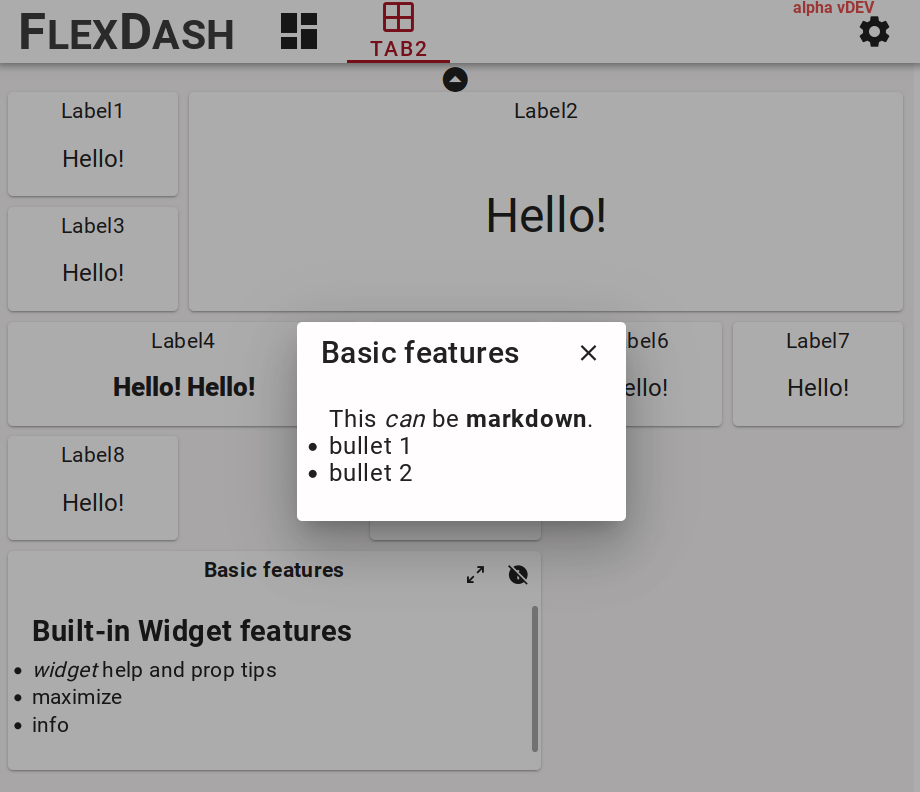 FLEXDASH
TAB2
alpha vDEV
Label1
Hello!
Label2
Hello!
Label3
Hello!
Label4
Hello! Hello!
bel6
ello!
Label7
Hello!
Basic features
This can be markdown.
bullet 1
bullet 2
Label8
Hello!
Basic features
Built-in Widget features
widget help and prop tips
maximize
info